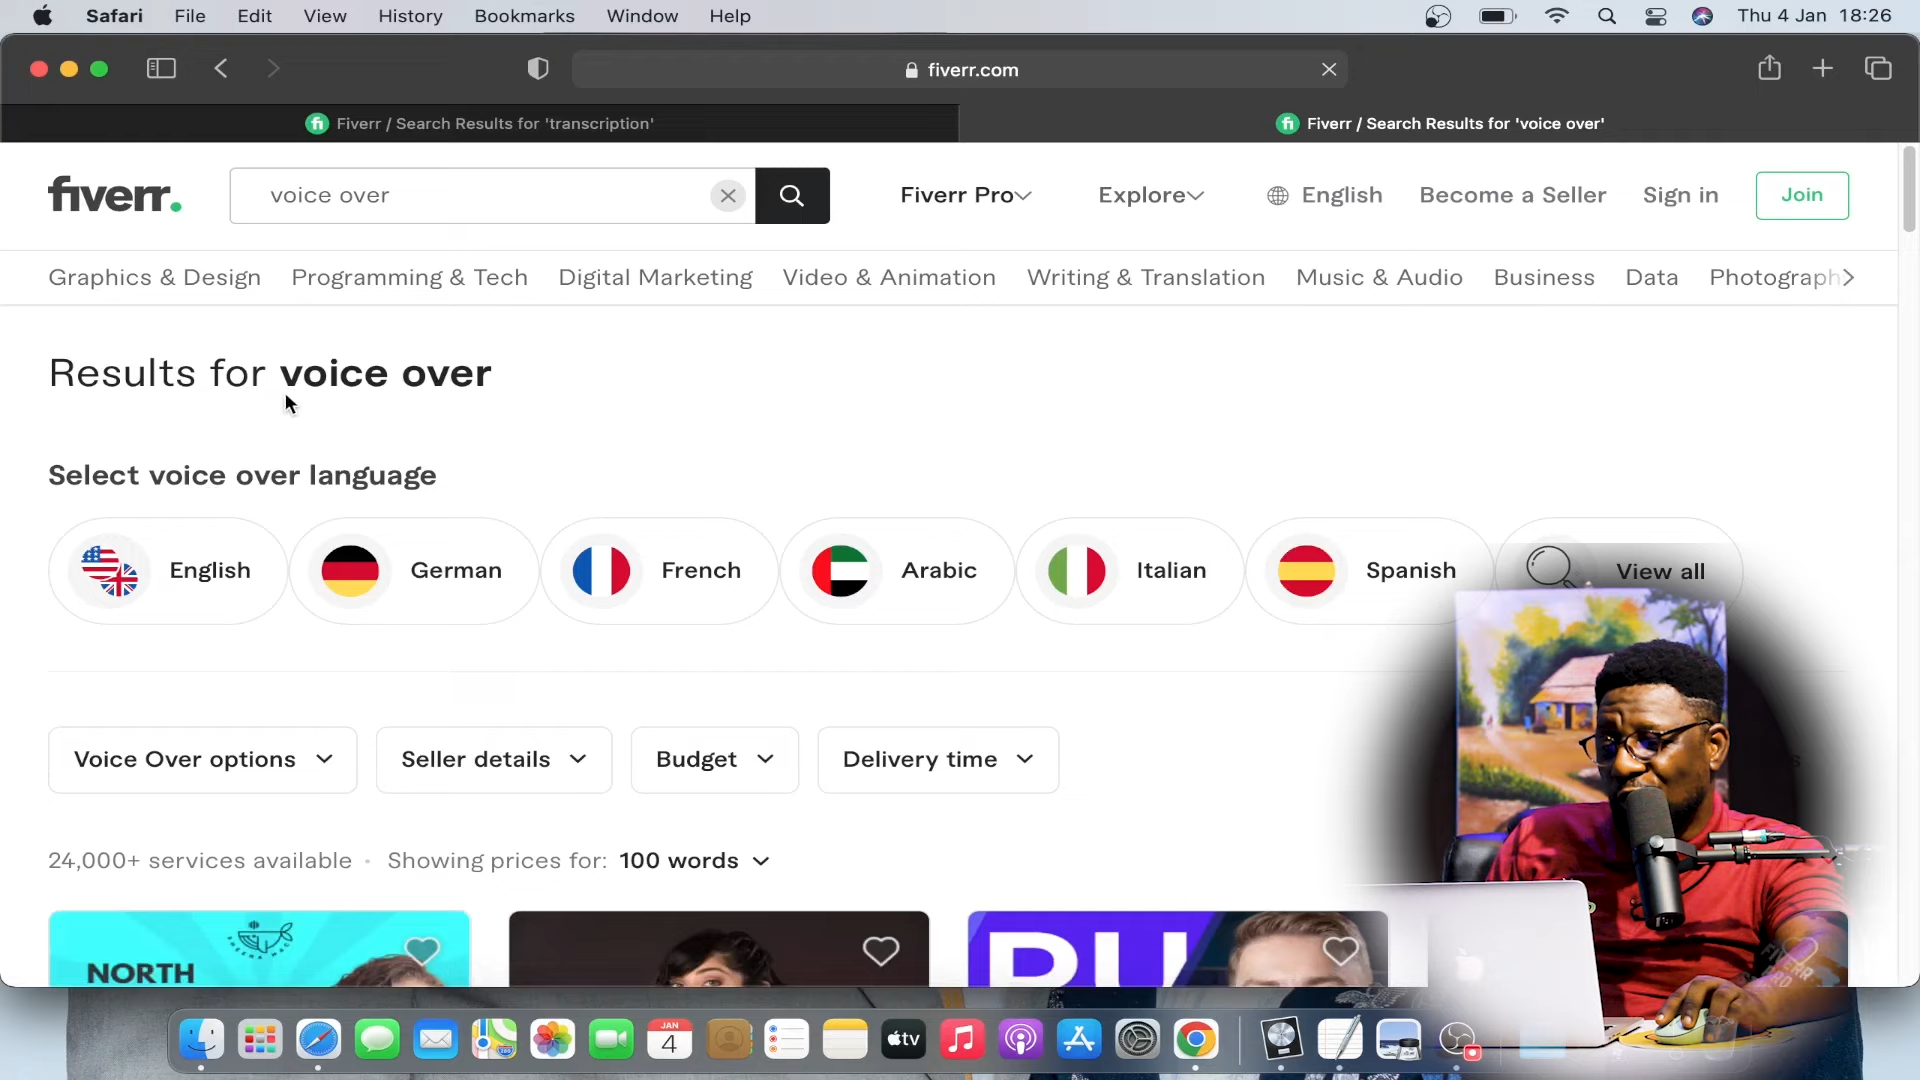 Safari File Edit View History Bookmarks Window Help Thu 4 Jan 18:26
fiverr.com
fi Fiverr / Search Results for 'transcription' fi Fiverr / Search Results for 'voice over'
fiverr. voice over Fiverr Pro Explore English Become a Seller Sign in Join
Graphics & Design Programming & Tech Digital Marketing Video & Animation Writing & Translation Music & Audio Business Data Photograph
Results for voice over
Select voice over language
English German French Arabic Italian Spanish View all
Voice Over options Seller details Budget Delivery time
24,000+ services available • Showing prices for: 100 words
NORTH
JAN
4
tv